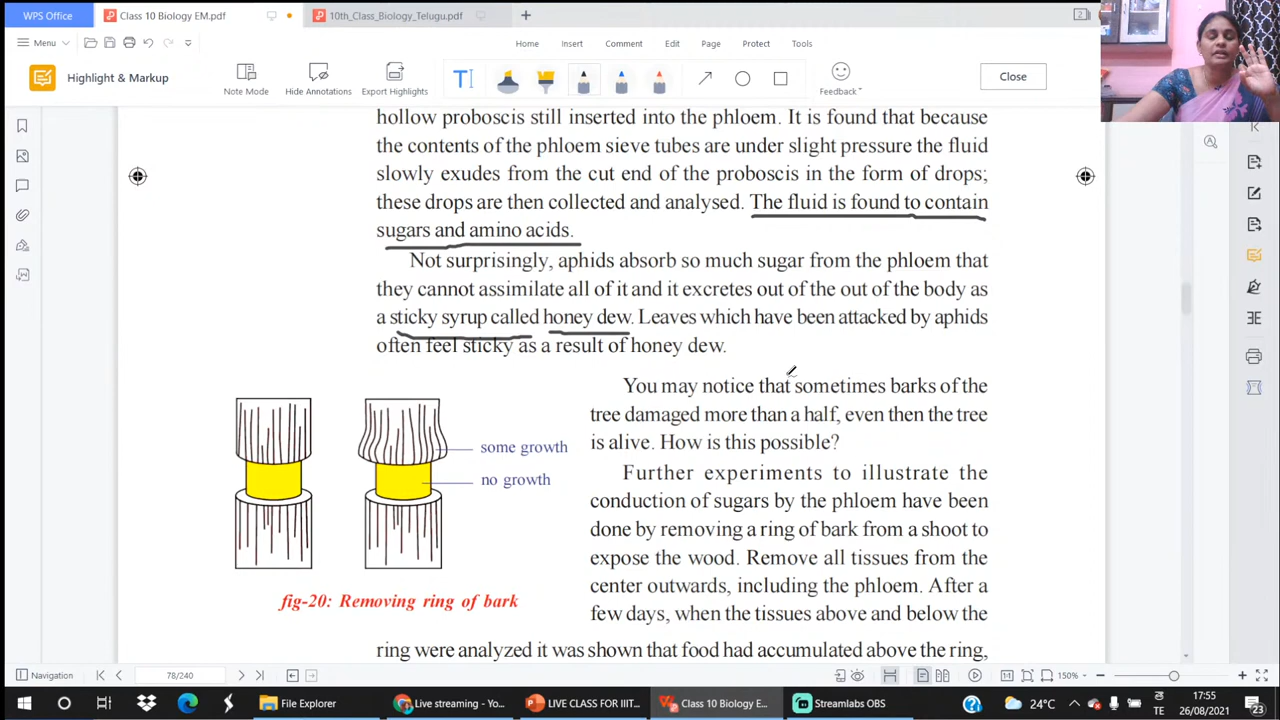 WPS Office
Class 10 Biology EM.pdf
10th_Class_Biology_Telugu.pdf
2
Menu
Home
Insert
Comment
Edit
Page
Protect
Tools
Highlight & Markup
Note Mode
Hide Annotations
Export Highlights
T
Feedback
Close
hollow proboscis still inserted into the phloem. It is found that because
the contents of the phloem sieve tubes are under slight pressure the fluid
slowly exudes from the cut end of the proboscis in the form of drops;
these drops are then collected and analysed. The fluid is found to contain
sugars and amino acids.
Not surprisingly, aphids absorb so much sugar from the phloem that
they cannot assimilate all of it and it excretes out of the out of the body as
a sticky syrup called honey dew. Leaves which have been attacked by aphids
often feel sticky as a result of honey dew.
You may notice that sometimes barks of the
tree damaged more than a half, even then the tree
is alive. How is this possible?
Further experiments to illustrate the
conduction of sugars by the phloem have been
done by removing a ring of bark from a shoot to
expose the wood. Remove all tissues from the
center outwards, including the phloem. After a
few days, when the tissues above and below the
some growth
no growth
fig-20: Removing ring of bark
ring were analyzed it was shown that food had accumulated above the ring,
Navigation
78/240
150%
File Explorer
Live streaming - Yo...
LIVE CLASS FOR IIIT...
Class 10 Biology E...
Streamlabs OBS
24°C
TE
17:55
26/08/2021
23